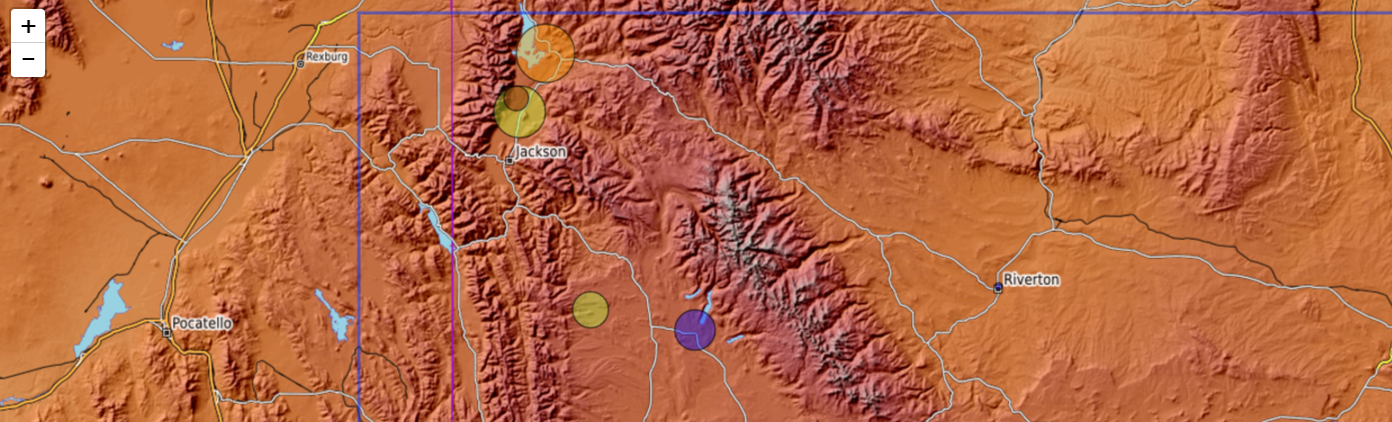 +
−
Rexburg
Jackson
Riverton
Pocatello